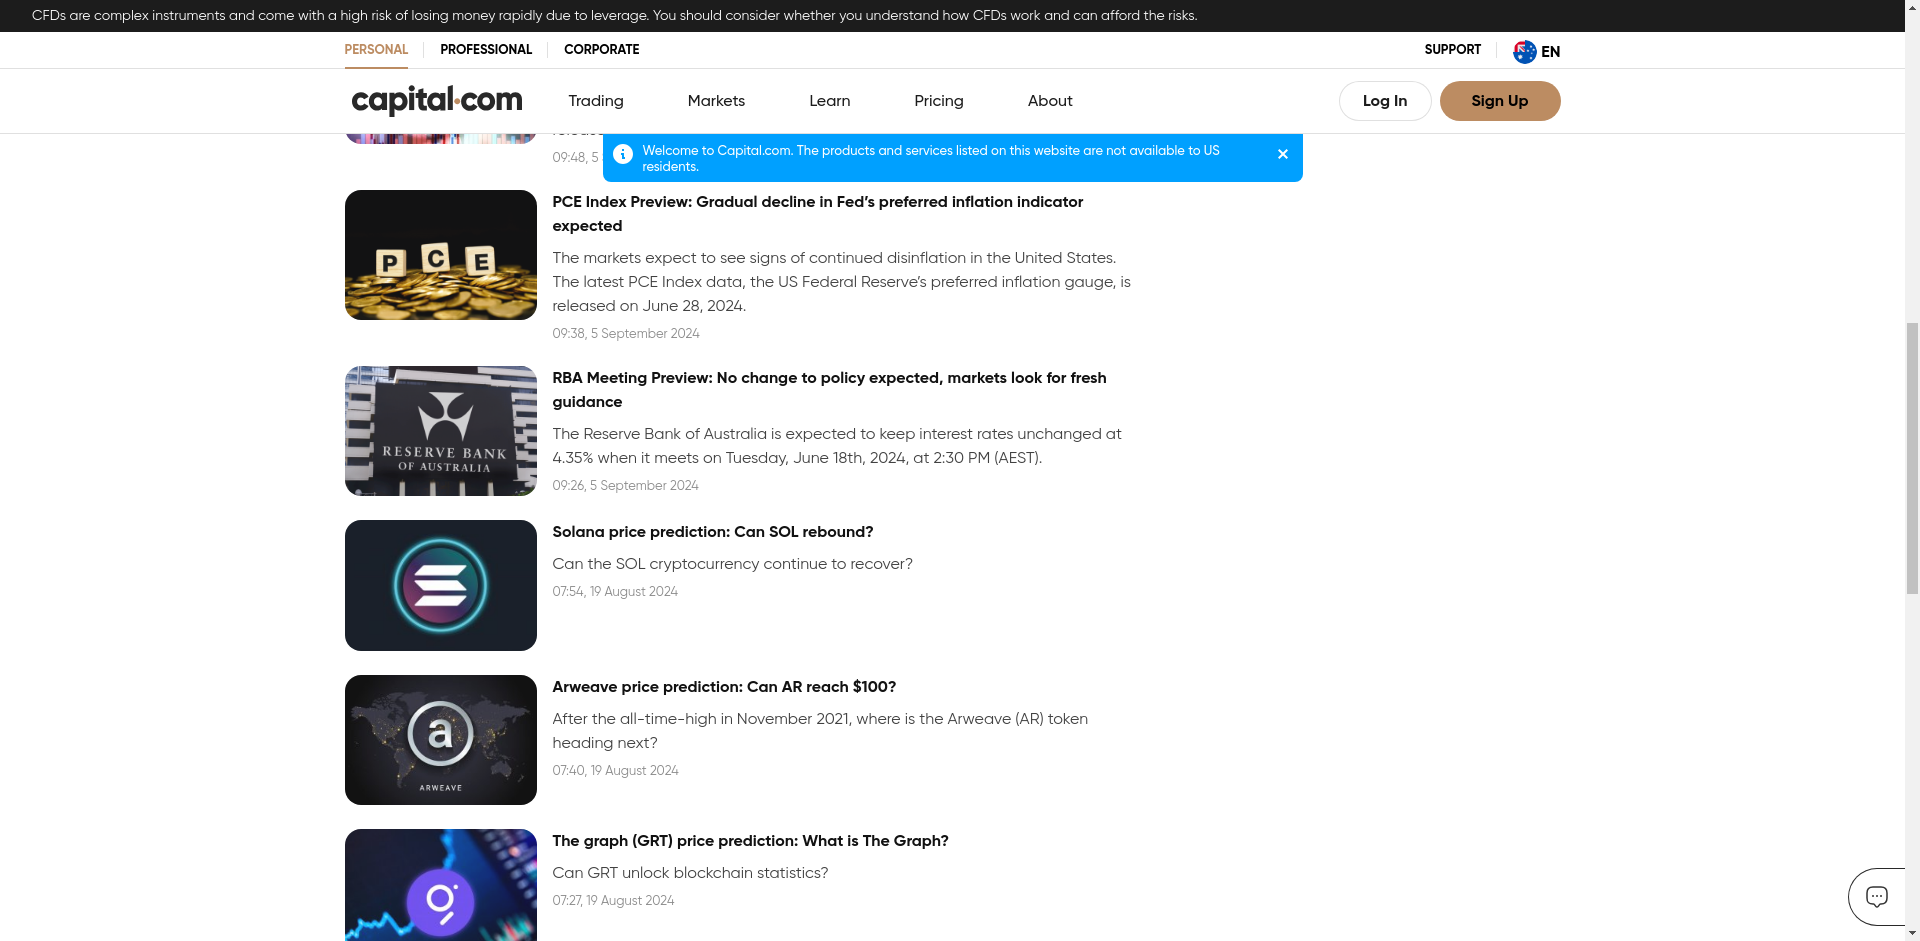 CFDs are complex instruments and come with a high risk of losing money rapidly due to leverage. You should consider whether you understand how CFDs work and can afford the risks.
PERSONAL
PROFESSIONAL
CORPORATE
SUPPORT
EN
capital.com
Trading
Markets
Learn
Pricing
About
Log In
Sign Up
09:48, 5
Welcome to Capital.com. The products and services listed on this website are not available to US
residents.
PCE
PCE Index Preview: Gradual decline in Fed’s preferred inflation indicator
expected
The markets expect to see signs of continued disinflation in the United States.
The latest PCE Index data, the US Federal Reserve’s preferred inflation gauge, is
released on June 28, 2024.
09:38, 5 September 2024
RESERVE BANK
OF AUSTRALIA
RBA Meeting Preview: No change to policy expected, markets look for fresh
guidance
The Reserve Bank of Australia is expected to keep interest rates unchanged at
4.35% when it meets on Tuesday, June 18th, 2024, at 2:30 PM (AEST).
09:26, 5 September 2024
Solana price prediction: Can SOL rebound?
Can the SOL cryptocurrency continue to recover?
07:54, 19 August 2024
a
ARWEAVE
Arweave price prediction: Can AR reach $100?
After the all-time-high in November 2021, where is the Arweave (AR) token
heading next?
07:40, 19 August 2024
The graph (GRT) price prediction: What is The Graph?
Can GRT unlock blockchain statistics?
07:27, 19 August 2024